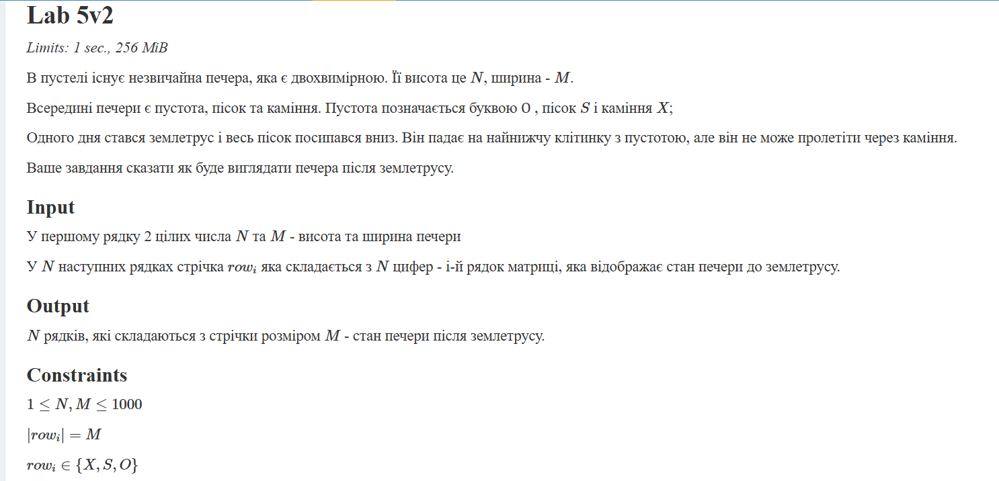 Lab 5v2
Limits: 1 sec., 256 MiB
В пустелі існує незвичайна печера, яка є двохвимірною. Її висота це N, ширина - M.
Всередині печери є пустота, пісок та каміння. Пустота позначається буквою О , пісок S і каміння X;
Одного дня стався землетрус і весь пісок посипався вниз. Він падає на найнижчу клітинку з пустотою, але він не може пролетіти через каміння.
Ваше завдання сказати як буде виглядати печера після землетрусу.
Input
У першому рядку 2 цілих числа N та M - висота та ширина печери
У N наступних рядках стрічка row_i яка складається з N цифер - i-й рядок матриці, яка відображає стан печери до землетрусу.
Output
N рядків, які складаються з стрічки розміром M - стан печери після землетрусу.
Constraints
1 ≤ N, M ≤ 1000
|row_i| = M
row_i ∈ {X, S, O}